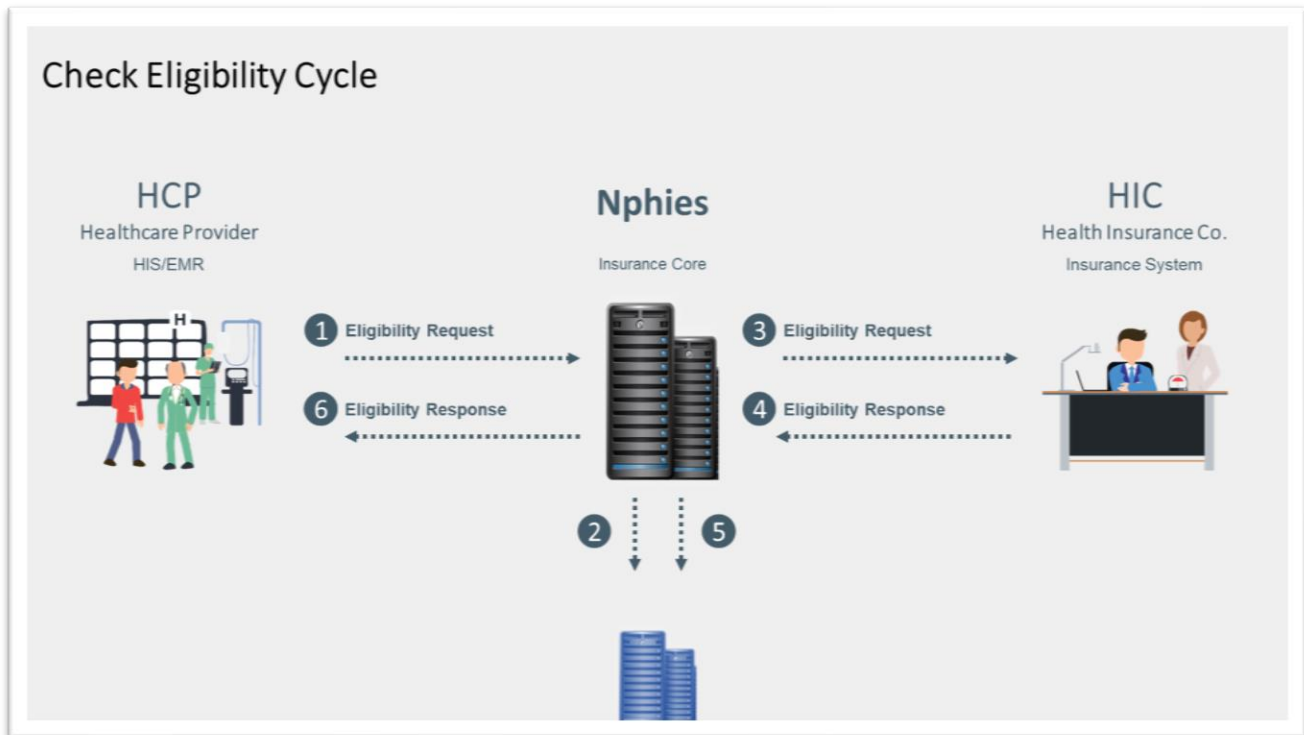 Check Eligibility Cycle
HCP
Healthcare Provider
HIS/EMR
Nphies
Insurance Core
HIC
Health Insurance Co.
Insurance System
H
1 Eligibility Request
6 Eligibility Response
3 Eligibility Request
4 Eligibility Response
2
5